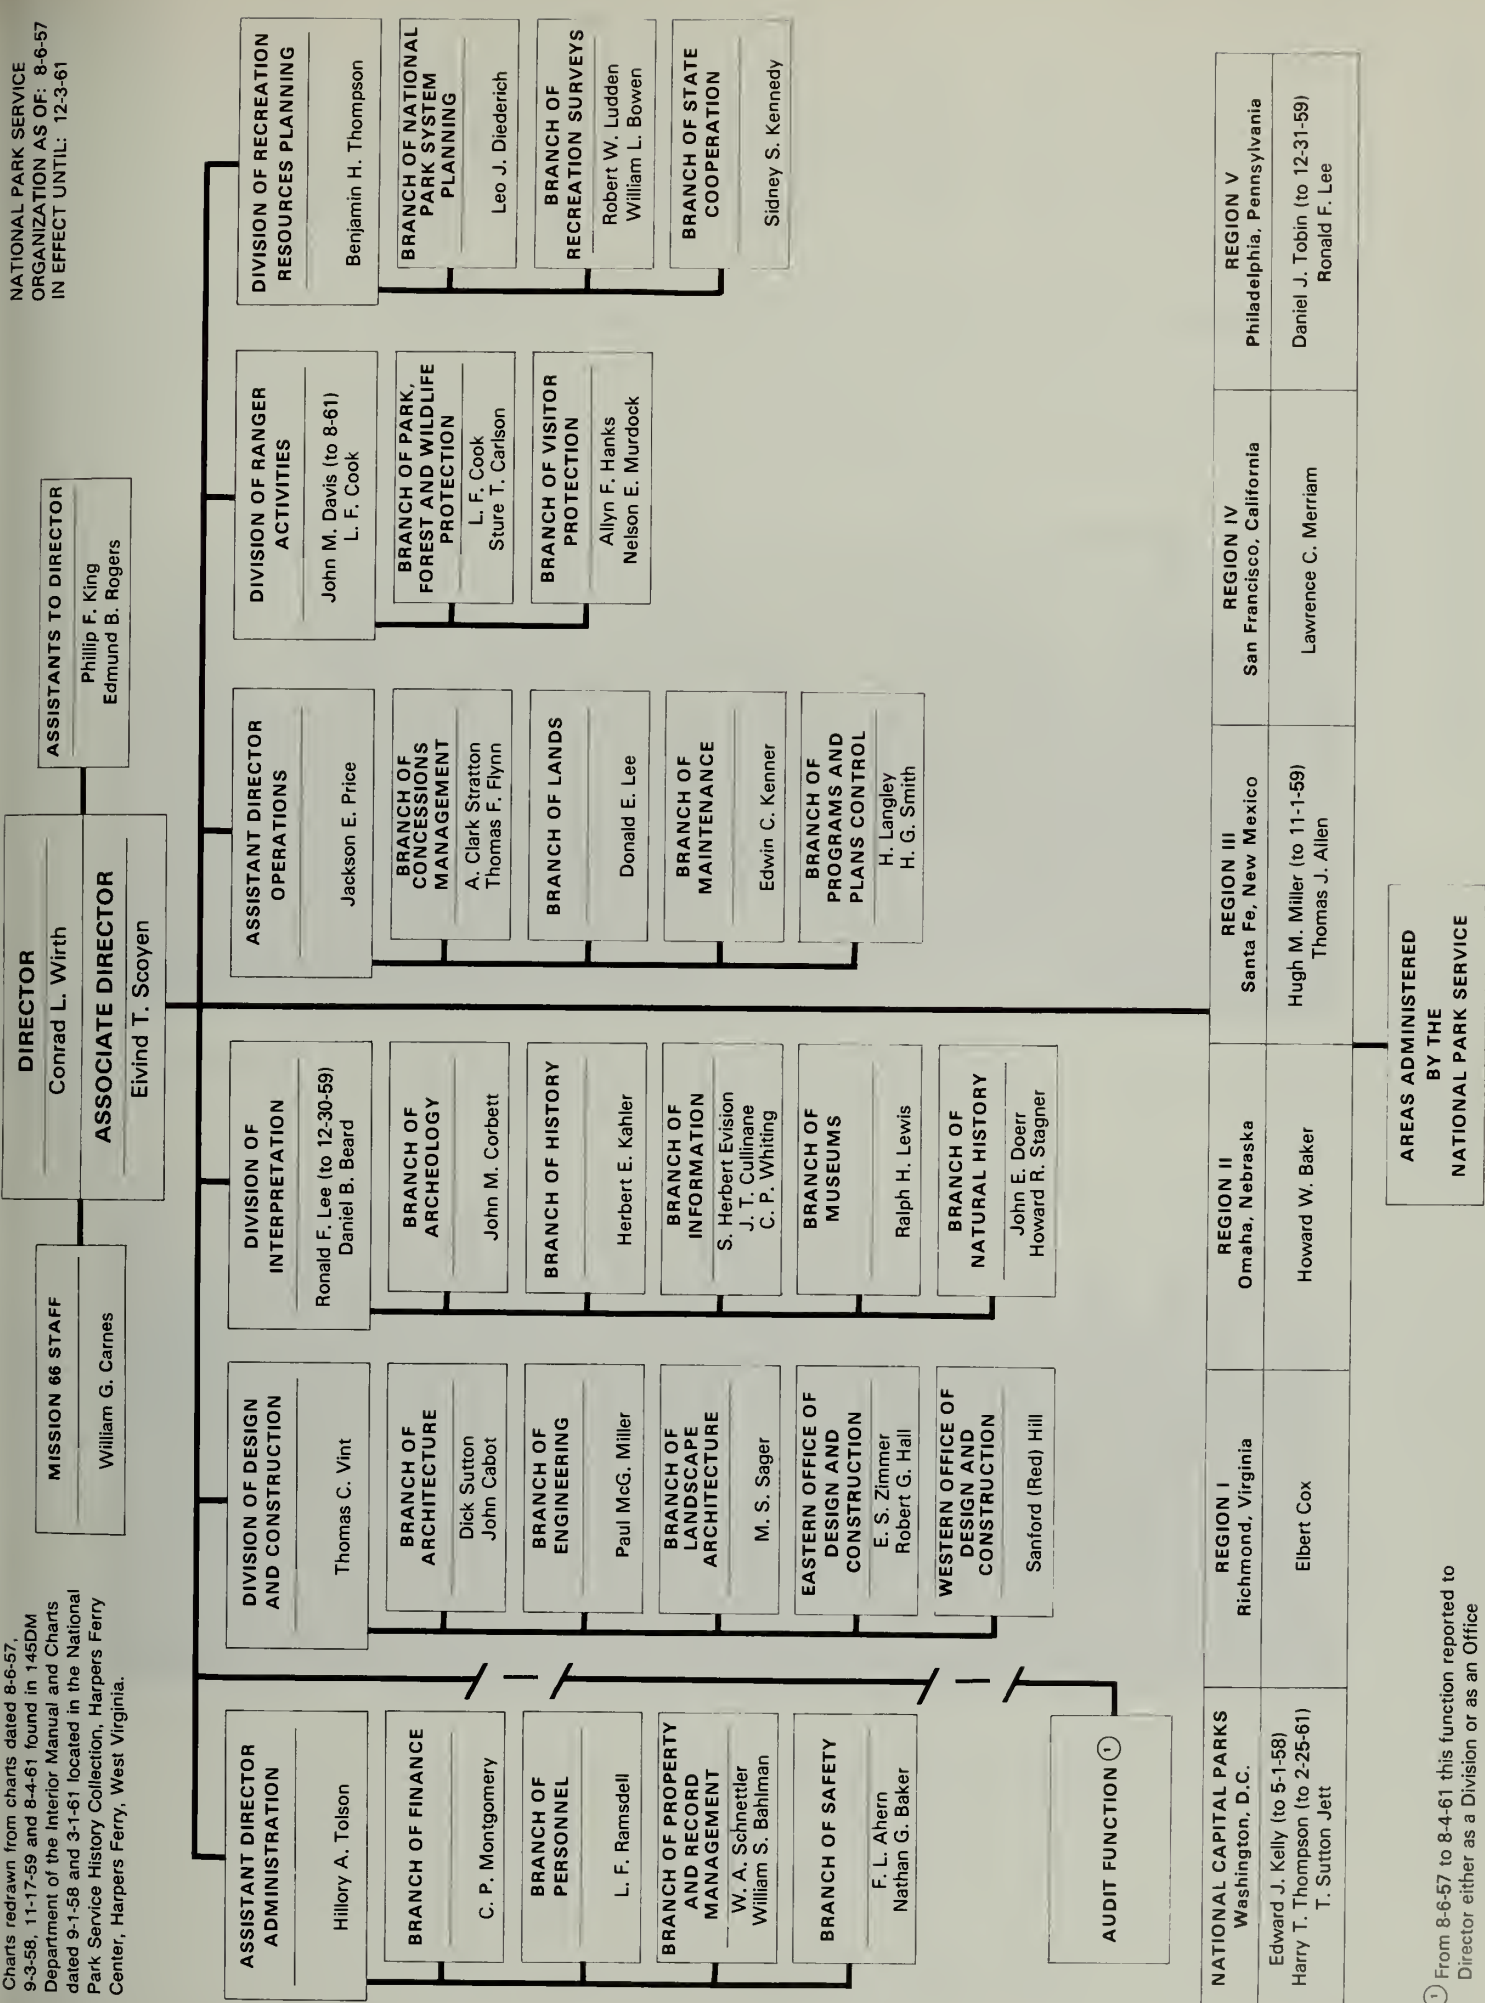 Charts redrawn from charts dated 8-6-57,
9-3-58, 11-17-59 and 8-4-61 found in 145DM
Department of the Interior Manual and Charts
dated 9-1-58 and 3-1-61 located in the National
Park Service History Collection, Harpers Ferry
Center, Harpers Ferry, West Virginia.
MISSION 66 STAFF
William G. Carnes
DIRECTOR
Conrad L. Wirth
ASSOCIATE DIRECTOR
Eivind T. Scoyen
ASSISTANTS TO DIRECTOR
Phillip F. King
Edmund B. Rogers
NATIONAL PARK SERVICE
ORGANIZATION AS OF: 8-6-57
IN EFFECT UNTIL: 12-3-61
ASSISTANT DIRECTOR
ADMINISTRATION
Hillory A. Tolson
BRANCH OF FINANCE
C. P. Montgomery
BRANCH OF
PERSONNEL
L. F. Ramsdell
BRANCH OF PROPERTY
AND RECORD
MANAGEMENT
W. A. Schnettler
William S. Bahlman
BRANCH OF SAFETY
F. L. Ahern
Nathan G. Baker
AUDIT FUNCTION (1)
DIVISION OF DESIGN
AND CONSTRUCTION
Thomas C. Vint
BRANCH OF
ARCHITECTURE
Dick Sutton
John Cabot
BRANCH OF
ENGINEERING
Paul McG. Miller
BRANCH OF
LANDSCAPE
ARCHITECTURE
M. S. Sager
EASTERN OFFICE OF
DESIGN AND
CONSTRUCTION
E. S. Zimmer
Robert G. Hall
WESTERN OFFICE OF
DESIGN AND
CONSTRUCTION
Sanford (Red) Hill
DIVISION OF
INTERPRETATION
Ronald F. Lee (to 12-30-59)
Daniel B. Beard
BRANCH OF
ARCHEOLOGY
John M. Corbett
BRANCH OF HISTORY
Herbert E. Kahler
BRANCH OF
INFORMATION
S. Herbert Evision
J. T. Cullinane
C. P. Whiting
BRANCH OF
MUSEUMS
Ralph H. Lewis
BRANCH OF
NATURAL HISTORY
John E. Doerr
Howard R. Stagner
ASSISTANT DIRECTOR
OPERATIONS
Jackson E. Price
BRANCH OF
CONCESSIONS
MANAGEMENT
A. Clark Stratton
Thomas F. Flynn
BRANCH OF LANDS
Donald E. Lee
BRANCH OF
MAINTENANCE
Edwin C. Kenner
BRANCH OF
PROGRAMS AND
PLANS CONTROL
H. Langley
H. G. Smith
DIVISION OF RANGER
ACTIVITIES
John M. Davis (to 8-61)
L. F. Cook
BRANCH OF PARK,
FOREST AND WILDLIFE
PROTECTION
L. F. Cook
Sture T. Carlson
BRANCH OF VISITOR
PROTECTION
Allyn F. Hanks
Nelson E. Murdock
DIVISION OF RECREATION
RESOURCES PLANNING
Benjamin H. Thompson
BRANCH OF NATIONAL
PARK SYSTEM
PLANNING
Leo J. Diederich
BRANCH OF
RECREATION SURVEYS
Robert W. Ludden
William L. Bowen
BRANCH OF STATE
COOPERATION
Sidney S. Kennedy
NATIONAL CAPITAL PARKS
Washington, D.C.
Edward J. Kelly (to 5-1-58)
Harry T. Thompson (to 2-25-61)
T. Sutton Jett
REGION I
Richmond, Virginia
Elbert Cox
REGION II
Omaha, Nebraska
Howard W. Baker
REGION III
Santa Fe, New Mexico
Hugh M. Miller (to 11-1-59)
Thomas J. Allen
REGION IV
San Francisco, California
Lawrence C. Merriam
REGION V
Philadelphia, Pennsylvania
Daniel J. Tobin (to 12-31-59)
Ronald F. Lee
AREAS ADMINISTERED
BY THE
NATIONAL PARK SERVICE
(1) From 8-6-57 to 8-4-61 this function reported to
Director either as a Division or as an Office